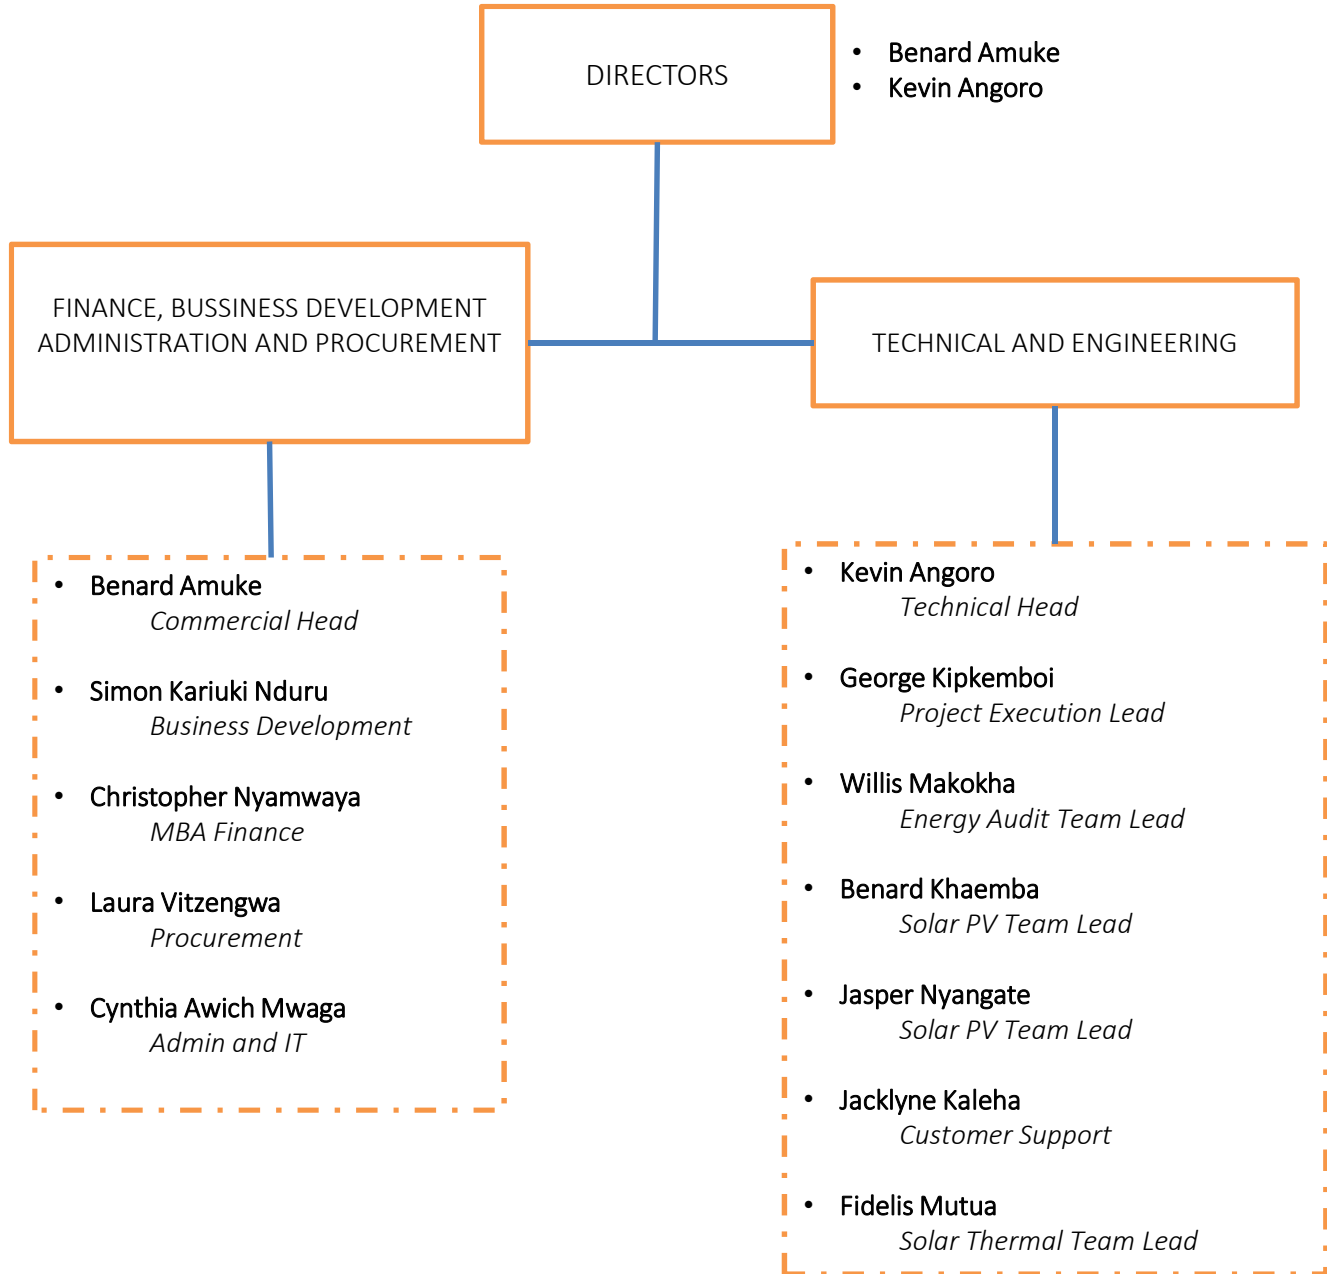 DIRECTORS
• Benard Amuke
• Kevin Angoro
FINANCE, BUSSINESS DEVELOPMENT
ADMINISTRATION AND PROCUREMENT
TECHNICAL AND ENGINEERING
• Benard Amuke
Commercial Head
• Simon Kariuki Nduru
Business Development
• Christopher Nyamwaya
MBA Finance
• Laura Vitzengwa
Procurement
• Cynthia Awich Mwaga
Admin and IT
• Kevin Angoro
Technical Head
• George Kipkemboi
Project Execution Lead
• Willis Makokha
Energy Audit Team Lead
• Benard Khaemba
Solar PV Team Lead
• Jasper Nyangate
Solar PV Team Lead
• Jacklyne Kaleha
Customer Support
• Fidelis Mutua
Solar Thermal Team Lead